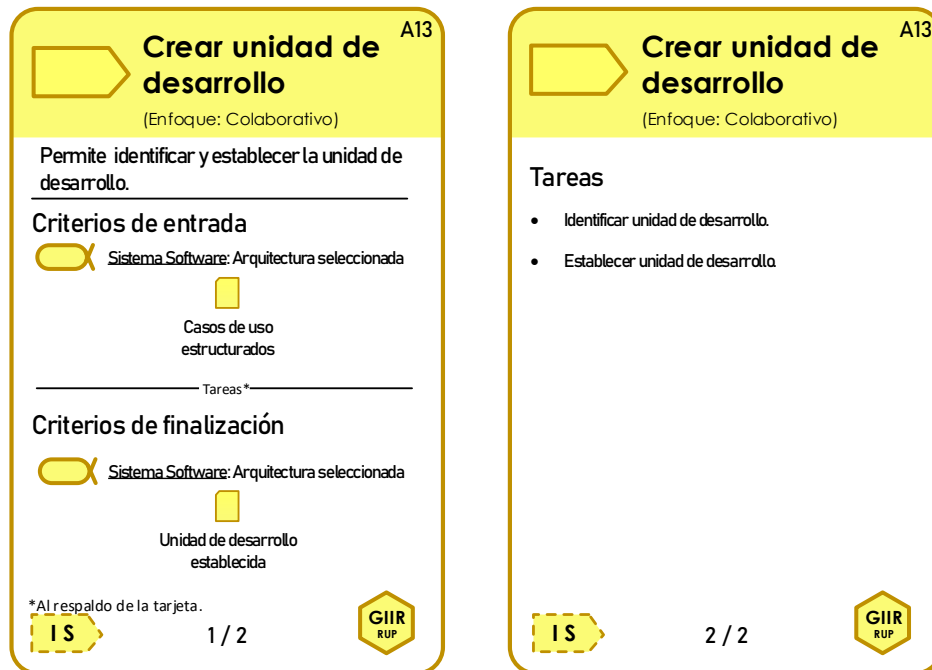 A13
Crear unidad de
desarrollo
(Enfoque: Colaborativo)
Permite identificar y establecer la unidad de
desarrollo.
Criterios de entrada
Sistema Software: Arquitectura seleccionada
Casos de uso
estructurados
Tareas*
Criterios de finalización
Sistema Software: Arquitectura seleccionada
Unidad de desarrollo
establecida
*Al respaldo de la tarjeta.
I S
1 / 2
GIIR
RUP
A13
Crear unidad de
desarrollo
(Enfoque: Colaborativo)
Tareas
• Identificar unidad de desarrollo.
• Establecer unidad de desarrollo.
I S
2 / 2
GIIR
RUP